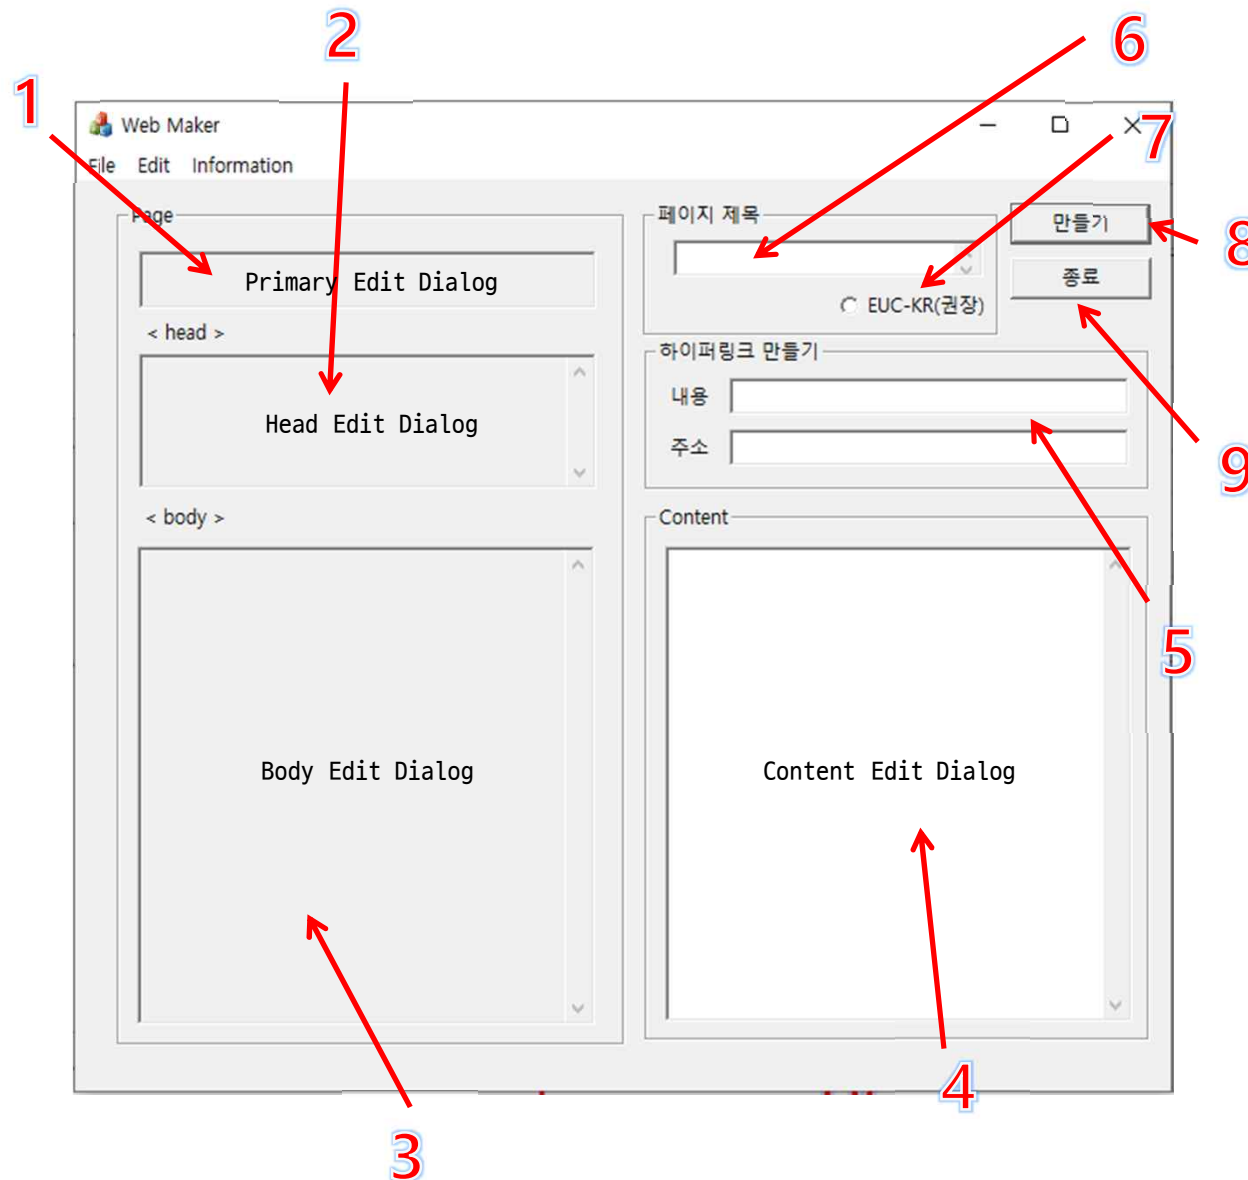 2
6
1
Web Maker
7
File Edit Information
Page
페이지 제목
만들기
8
Primary Edit Dialog
종료
EUC-KR(권장)
< head >
하이퍼링크 만들기
내용
Head Edit Dialog
주소
9
< body >
Content
5
Body Edit Dialog
Content Edit Dialog
4
3